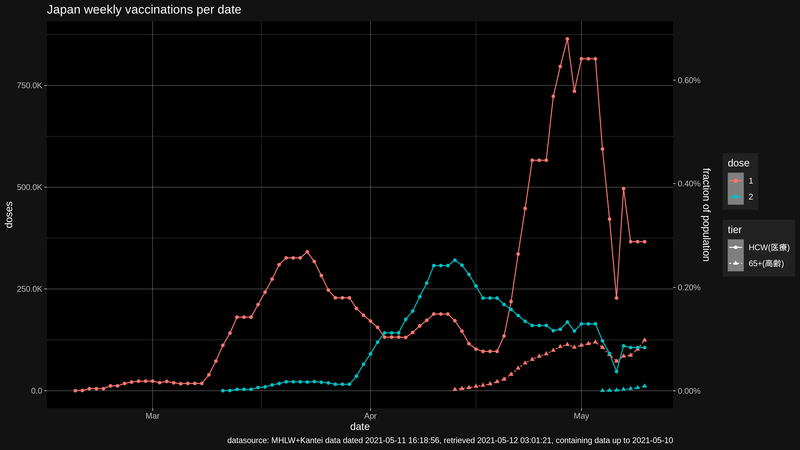 Japan weekly vaccinations per date
doses
750.0K
500.0K
250.0K
0.0
0.60%
0.40%
0.20%
0.00%
fraction of population
Mar
Apr
May
date
dose
1
2
tier
HCW(医療)
65+(高齢)
datasource: MHLW+Kantei data dated 2021-05-11 16:18:56, retrieved 2021-05-12 03:01:21, containing data up to 2021-05-10